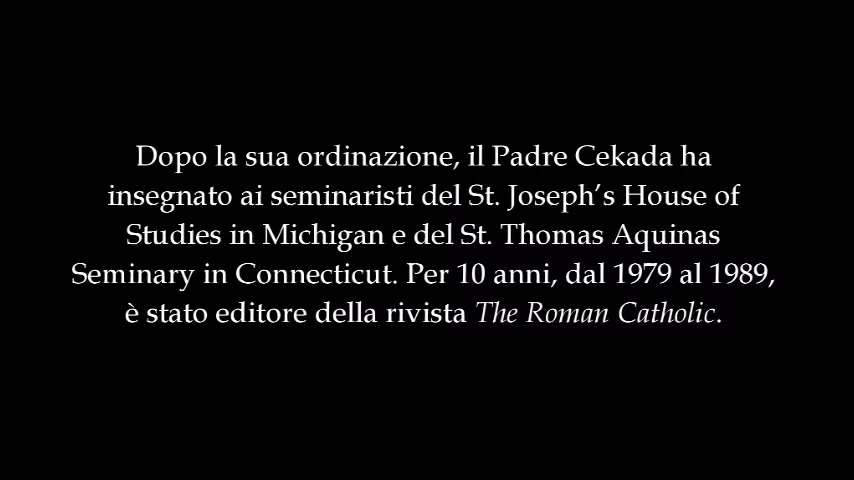 Dopo la sua ordinazione, il Padre Cekada ha
insegnato ai seminaristi del St. Joseph’s House of
Studies in Michigan e del St. Thomas Aquinas
Seminary in Connecticut. Per 10 anni, dal 1979 al 1989,
è stato editore della rivista The Roman Catholic.